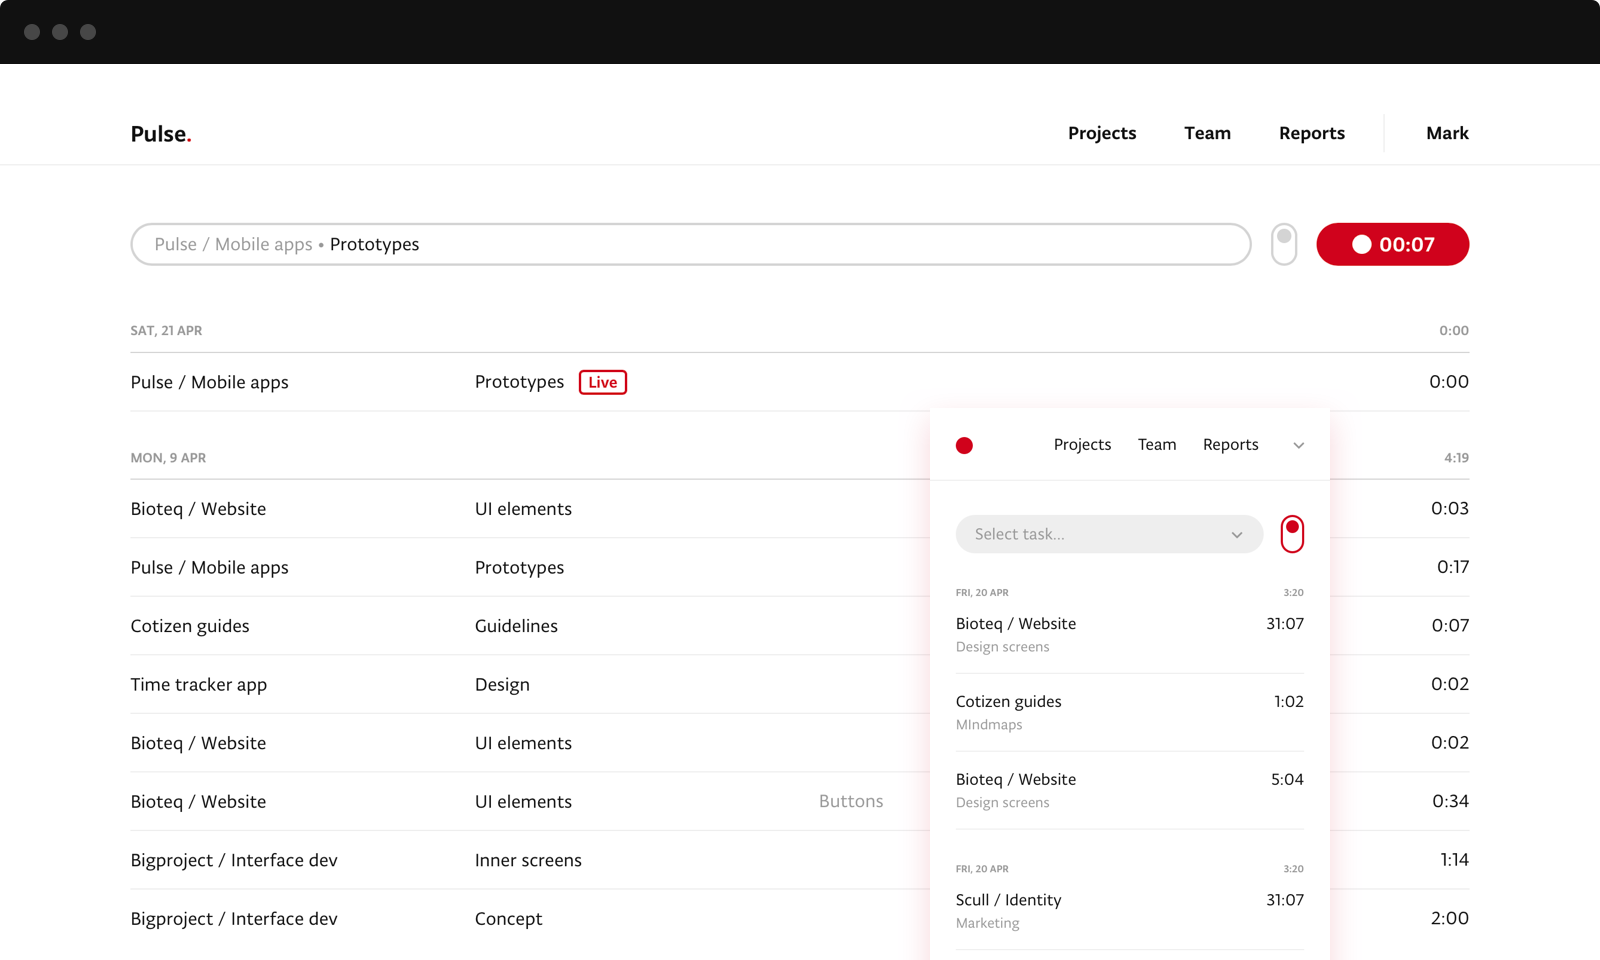 Pulse.
Projects Team Reports Mark
Pulse / Mobile apps • Prototypes
00:07
SAT, 21 APR 0:00
Pulse / Mobile apps Prototypes Live 0:00
MON, 9 APR 4:19
Bioteq / Website UI elements 0:03
Pulse / Mobile apps Prototypes 0:17
Cotizen guides Guidelines 0:07
Time tracker app Design 0:02
Bioteq / Website UI elements 0:02
Bioteq / Website UI elements Buttons 0:34
Bigproject / Interface dev Inner screens 1:14
Bigproject / Interface dev Concept 2:00
Projects Team Reports
Select task...
FRI, 20 APR 3:20
Bioteq / Website 31:07
Design screens
Cotizen guides 1:02
MIndmaps
Bioteq / Website 5:04
Design screens
FRI, 20 APR 3:20
Scull / Identity 31:07
Marketing